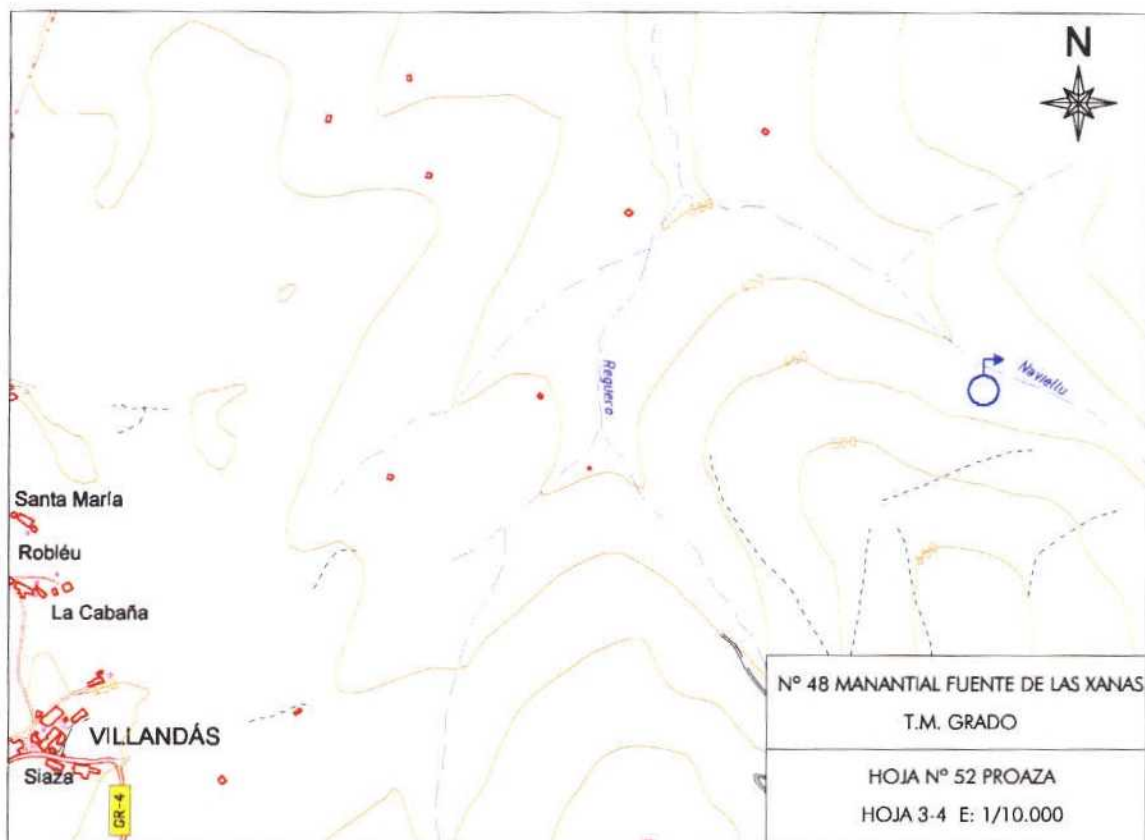 N
Reguera
Naviellu
Santa María
Robléu
La Cabaña
VILLANDÁS
Siaza
GR-4
Nº 48 MANANTIAL FUENTE DE LAS XANAS
T.M. GRADO
HOJA Nº 52 PROAZA
HOJA 3-4 E: 1/10.000